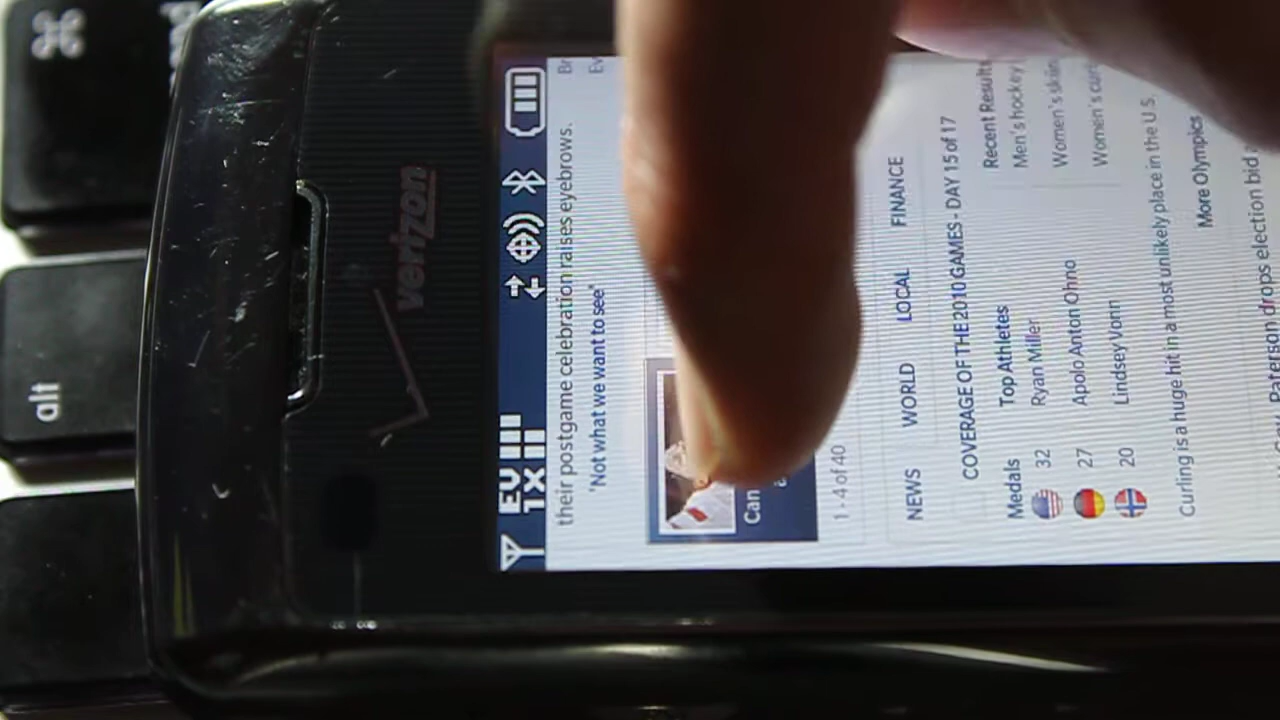 alt
verizon
EV
1X
their postgame celebration raises eyebrows. Br
'Not what we want to see' Ev
Can
1 - 4 of 40
NEWS WORLD LOCAL FINANCE
COVERAGE OF THE 2010 GAMES - DAY 15 of 17
Medals Top Athletes Recent Results
32 Ryan Miller Men's hockey
27 Apolo Anton Ohno Women's skiin
20 Lindsey Vonn Women's curl
Curling is a huge hit in a most unlikely place in the U.S.
More Olympics
Paterson drops election bid a